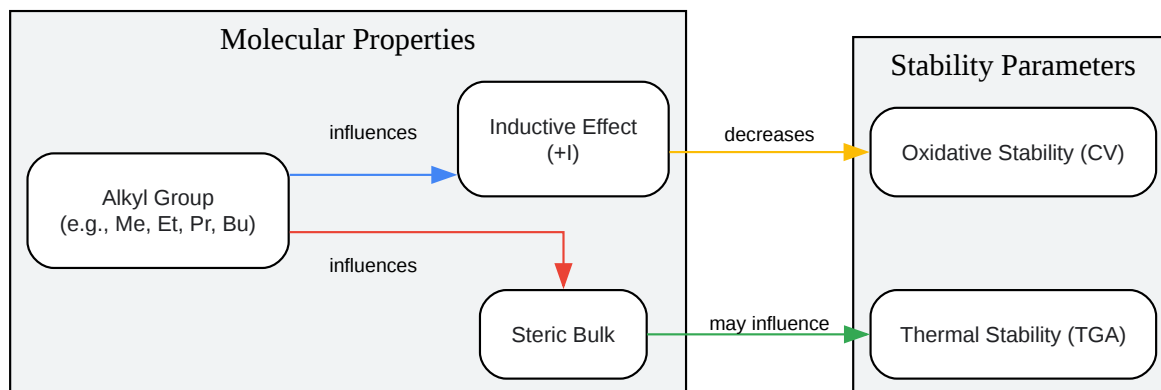 Molecular Properties
Stability Parameters
influences
Inductive Effect
(+I)
decreases
Oxidative Stability (CV)
Alkyl Group
(e.g., Me, Et, Pr, Bu)
influences
Steric Bulk
may influence
Thermal Stability (TGA)